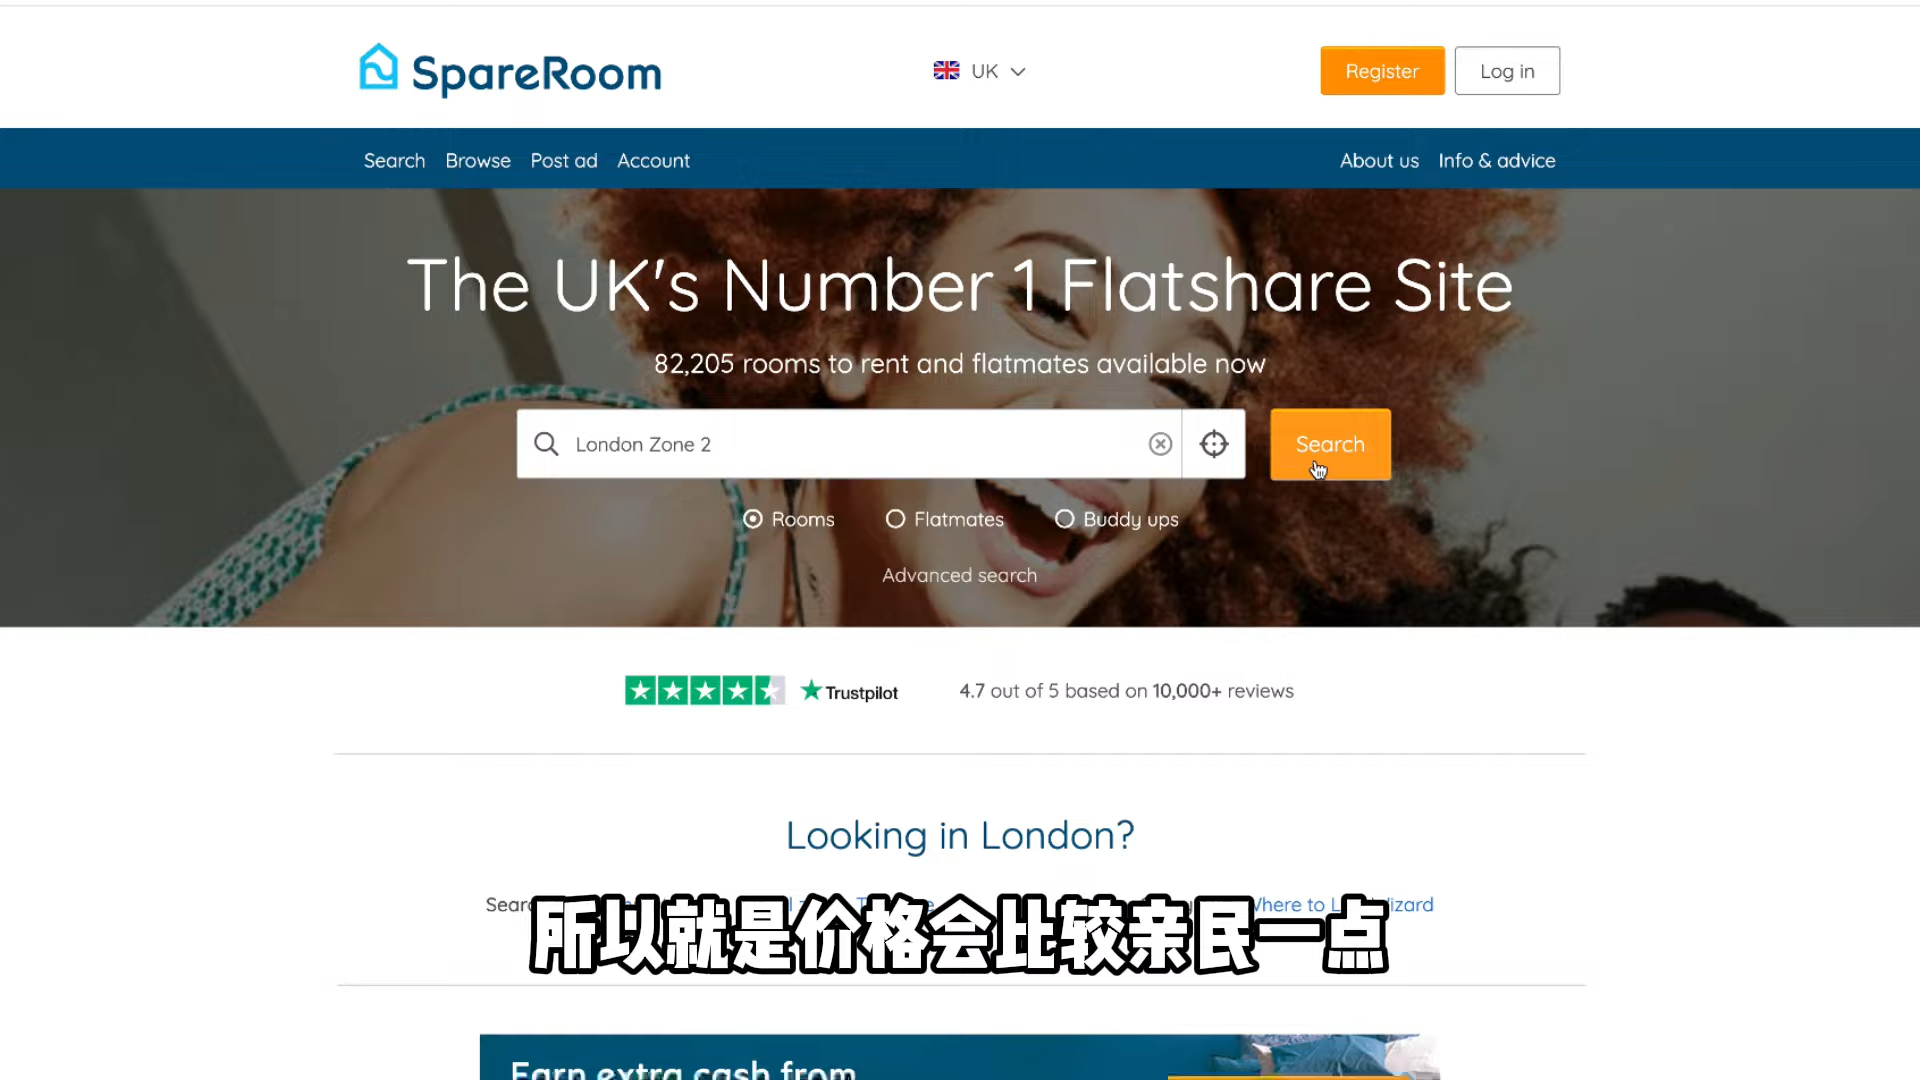 SpareRoom
UK
Register
Log in
Search Browse Post ad Account
About us Info & advice
The UK's Number 1 Flatshare Site
82,205 rooms to rent and flatmates available now
London Zone 2
Search
Rooms Flatmates Buddy ups
Advanced search
Trustpilot
4.7 out of 5 based on 10,000+ reviews
Looking in London?
所以就是价格会比较亲民一点
Earn extra cash from